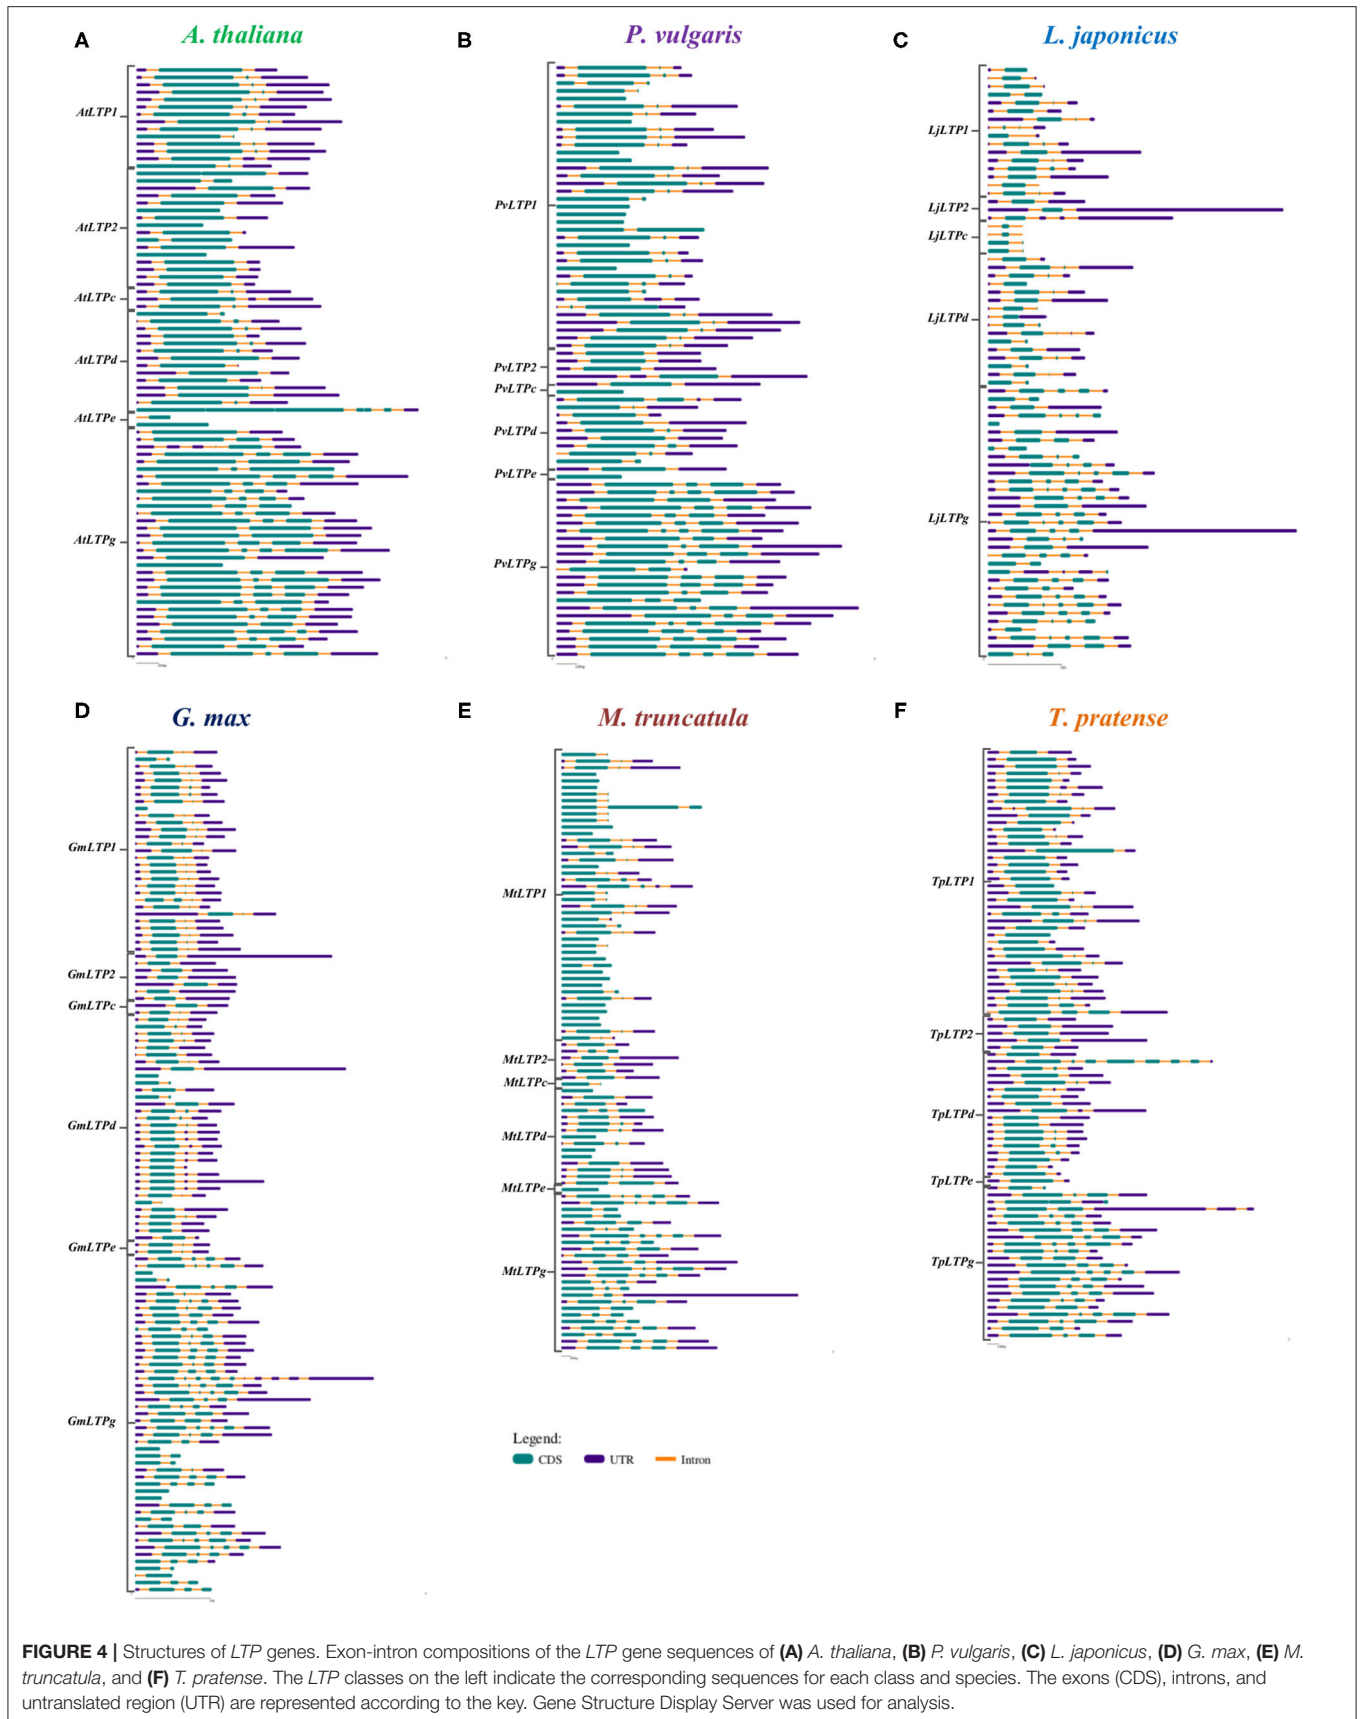 A
A. thaliana
AtLTP1
AtLTP2
AtLTPc
AtLTPd
AtLTPe
AtLTPg
B
P. vulgaris
PvLTP1
PvLTP2
PvLTPc
PvLTPd
PvLTPe
PvLTPg
C
L. japonicus
LjLTP1
LjLTP2
LjLTPc
LjLTPd
LjLTPg
D
G. max
GmLTP1
GmLTP2
GmLTPc
GmLTPd
GmLTPe
GmLTPg
E
M. truncatula
MtLTP1
MtLTP2
MtLTPc
MtLTPd
MtLTPe
MtLTPg
F
T. pratense
TpLTP1
TpLTP2
TpLTPd
TpLTPe
TpLTPg
Legend:
CDS UTR Intron
FIGURE 4 | Structures of LTP genes. Exon-intron compositions of the LTP gene sequences of (A) A. thaliana, (B) P. vulgaris, (C) L. japonicus, (D) G. max, (E) M.
truncatula, and (F) T. pratense. The LTP classes on the left indicate the corresponding sequences for each class and species. The exons (CDS), introns, and
untranslated region (UTR) are represented according to the key. Gene Structure Display Server was used for analysis.